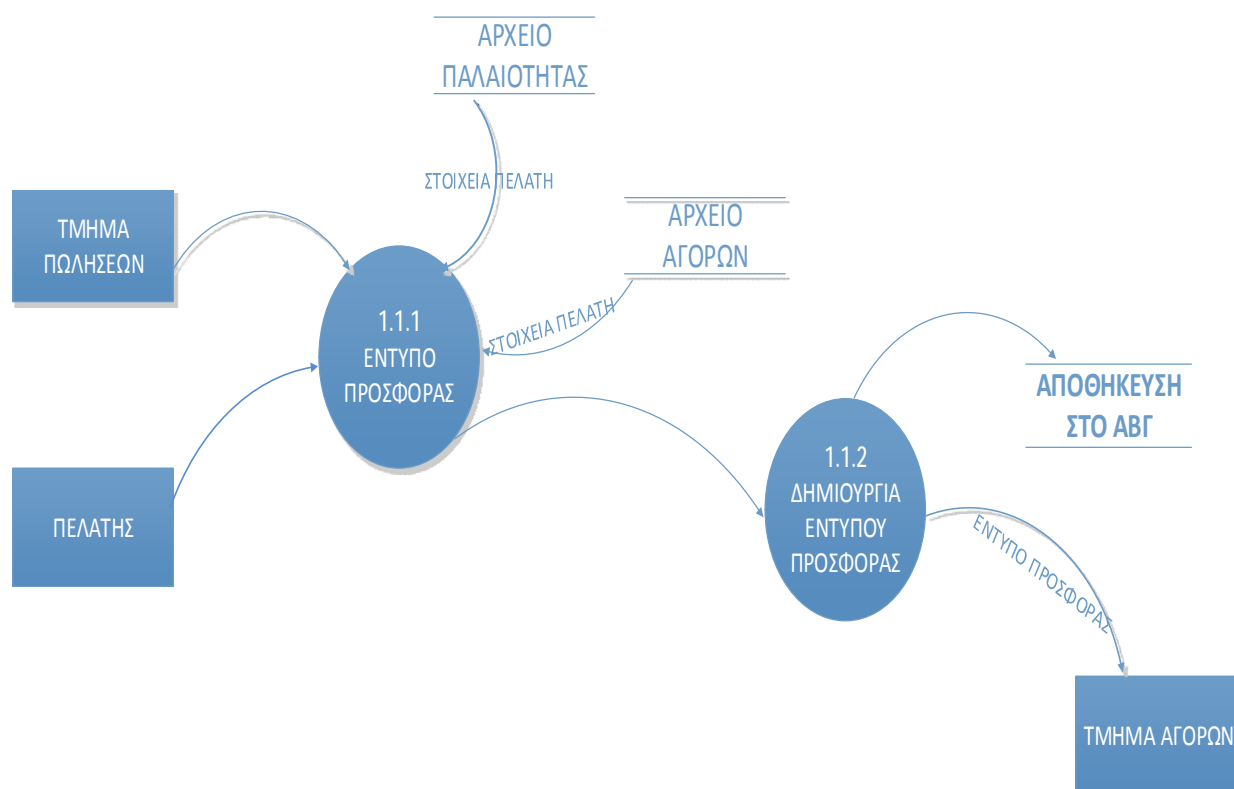 ΑΡΧΕΙΟ
ΠΑΛΑΙΟΤΗΤΑΣ
ΣΤΟΙΧΕΙΑ ΠΕΛΑΤΗ
ΤΜΗΜΑ
ΠΩΛΗΣΕΩΝ
ΑΡΧΕΙΟ
ΑΓΟΡΩΝ
ΣΤΟΙΧΕΙΑ ΠΕΛΑΤΗ
1.1.1
ΕΝΤΥΠΟ
ΠΡΟΣΦΟΡΑΣ
ΑΠΟΘΗΚΕΥΣΗ
ΣΤΟ ΑΒΓ
1.1.2
ΔΗΜΙΟΥΡΓΙΑ
ΕΝΤΥΠΟΥ
ΠΡΟΣΦΟΡΑΣ
ΠΕΛΑΤΗΣ
ΕΝΤΥΠΟ ΠΡΟΣΦΟΡΑΣ
ΤΜΗΜΑ ΑΓΟΡΩΝ